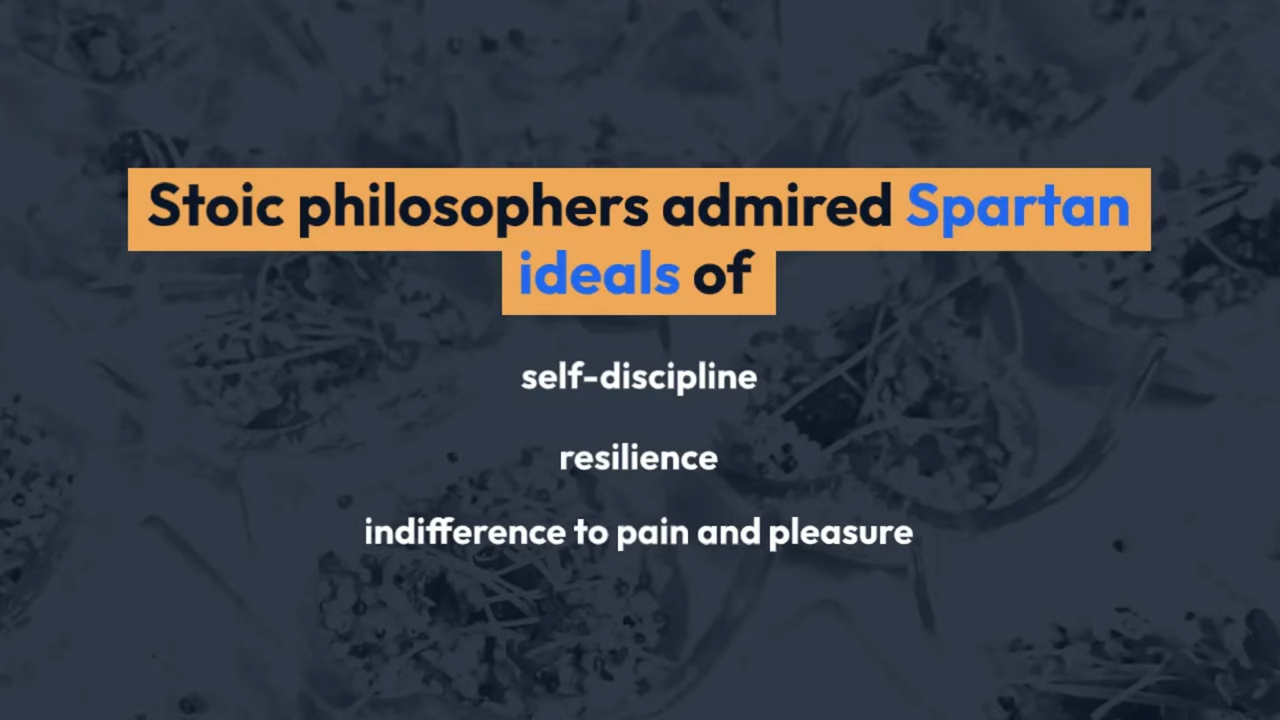 Stoic philosophers admired Spartan
ideals of
self-discipline
resilience
indifference to pain and pleasure